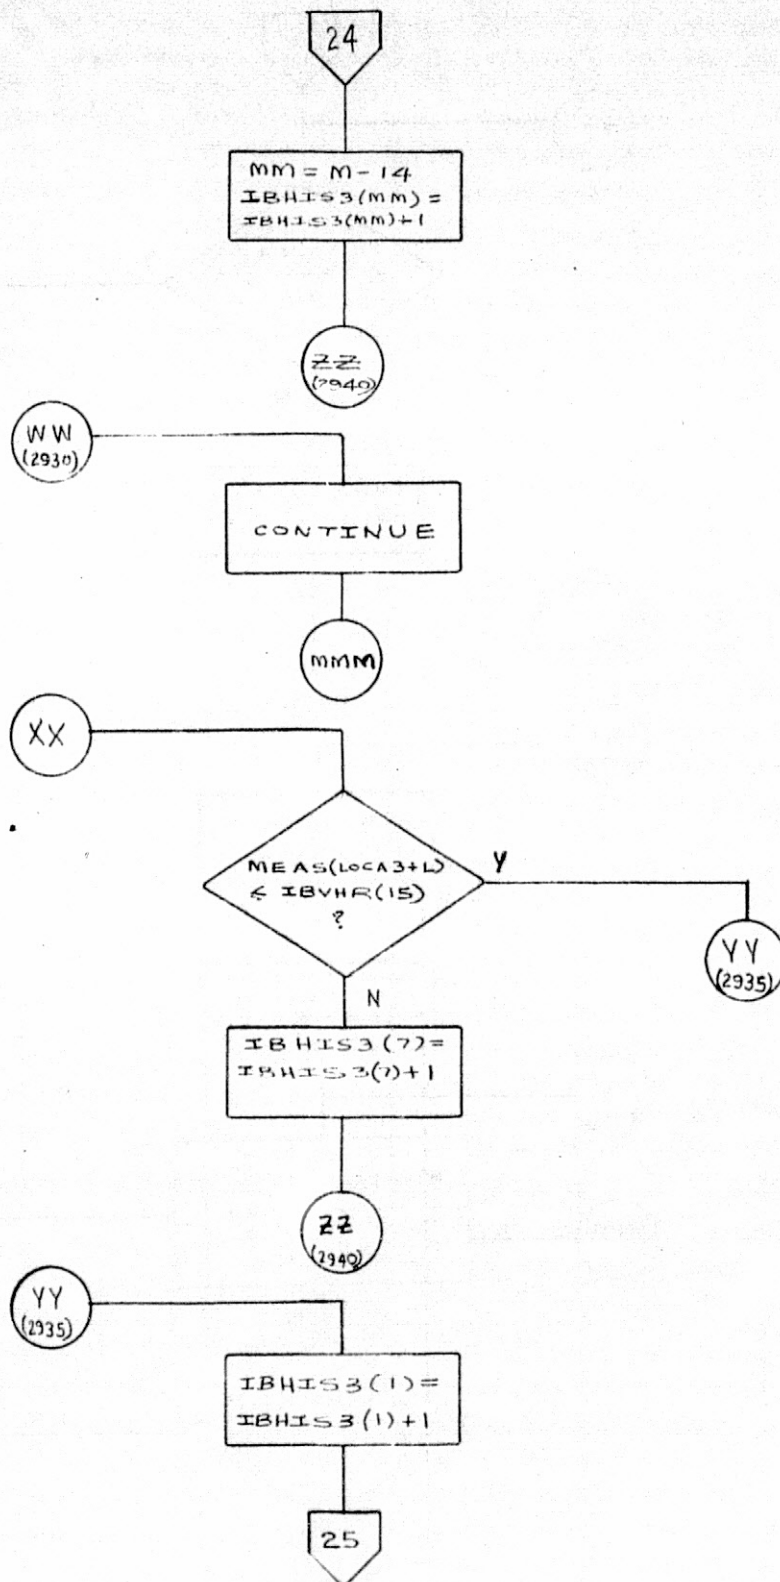 24
MM = M - 14
IBHIS3(MM) =
IBHIS3(MM)+1
ZZ
(2940)
WW
(2930)
CONTINUE
MMM
XX
MEAS(LOCA3+L)
≤ IBVHR(15)
?
Y
YY
(2935)
N
IBHIS3(7)=
IBHIS3(7)+1
ZZ
(2940)
YY
(2935)
IBHIS3(1)=
IBHIS3(1)+1
25